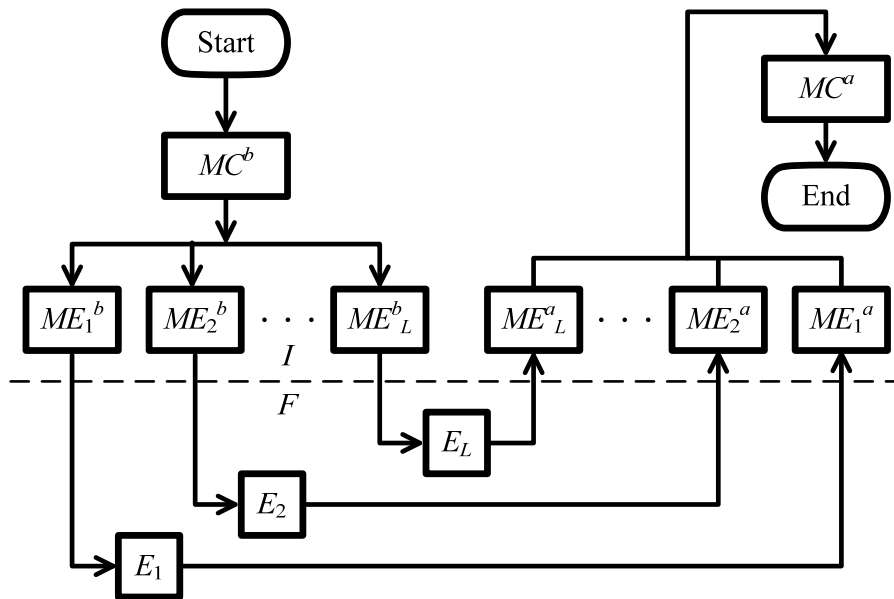 Start
MC^a
MC^b
End
ME_1^b ME_2^b · · · ME^b_L ME^a_L · · · ME_2^a ME_1^a
I
F
E_L
E_2
E_1